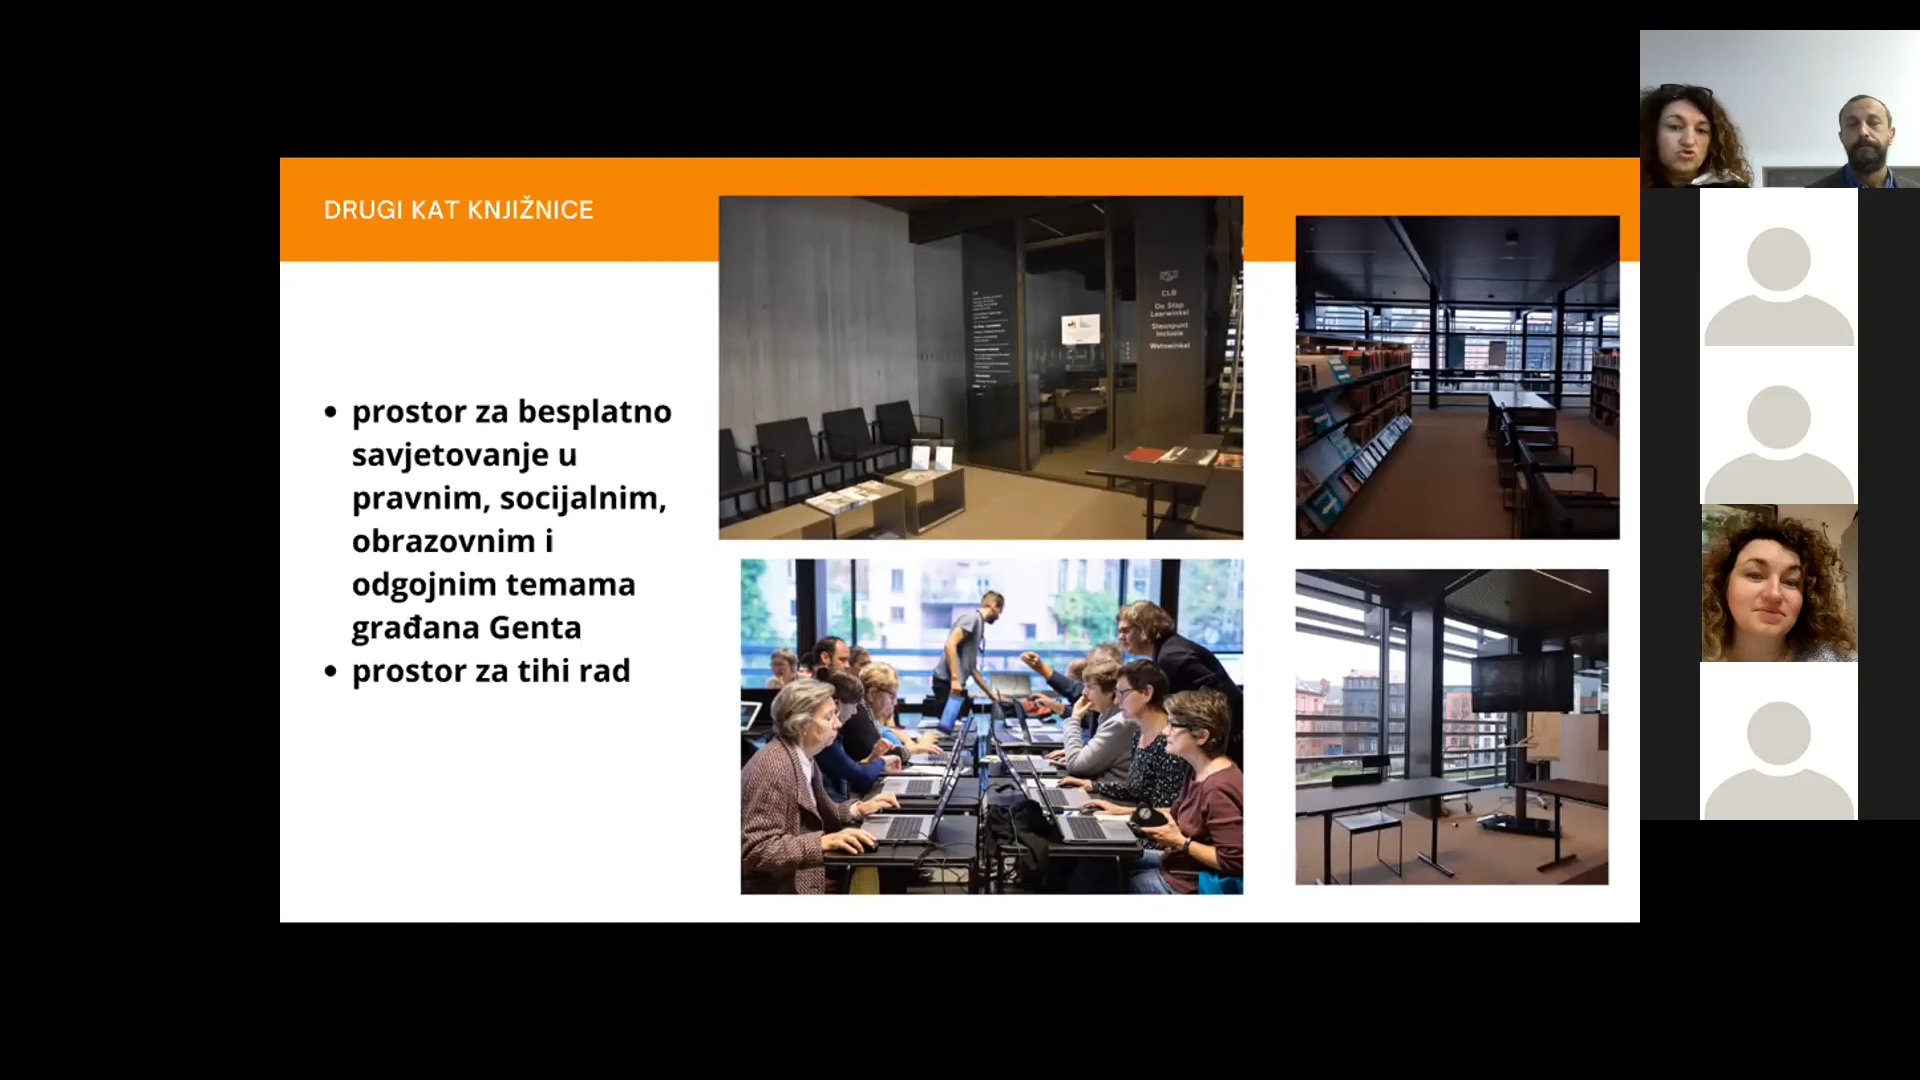 DRUGI KAT KNJIŽNICE
• prostor za besplatno
savjetovanje u
pravnim, socijalnim,
obrazovnim i
odgojnim temama
građana Genta
• prostor za tihi rad
CLB
De Stap
Leerwinkel
Steunpunt
Inclusie
Wetswinkel